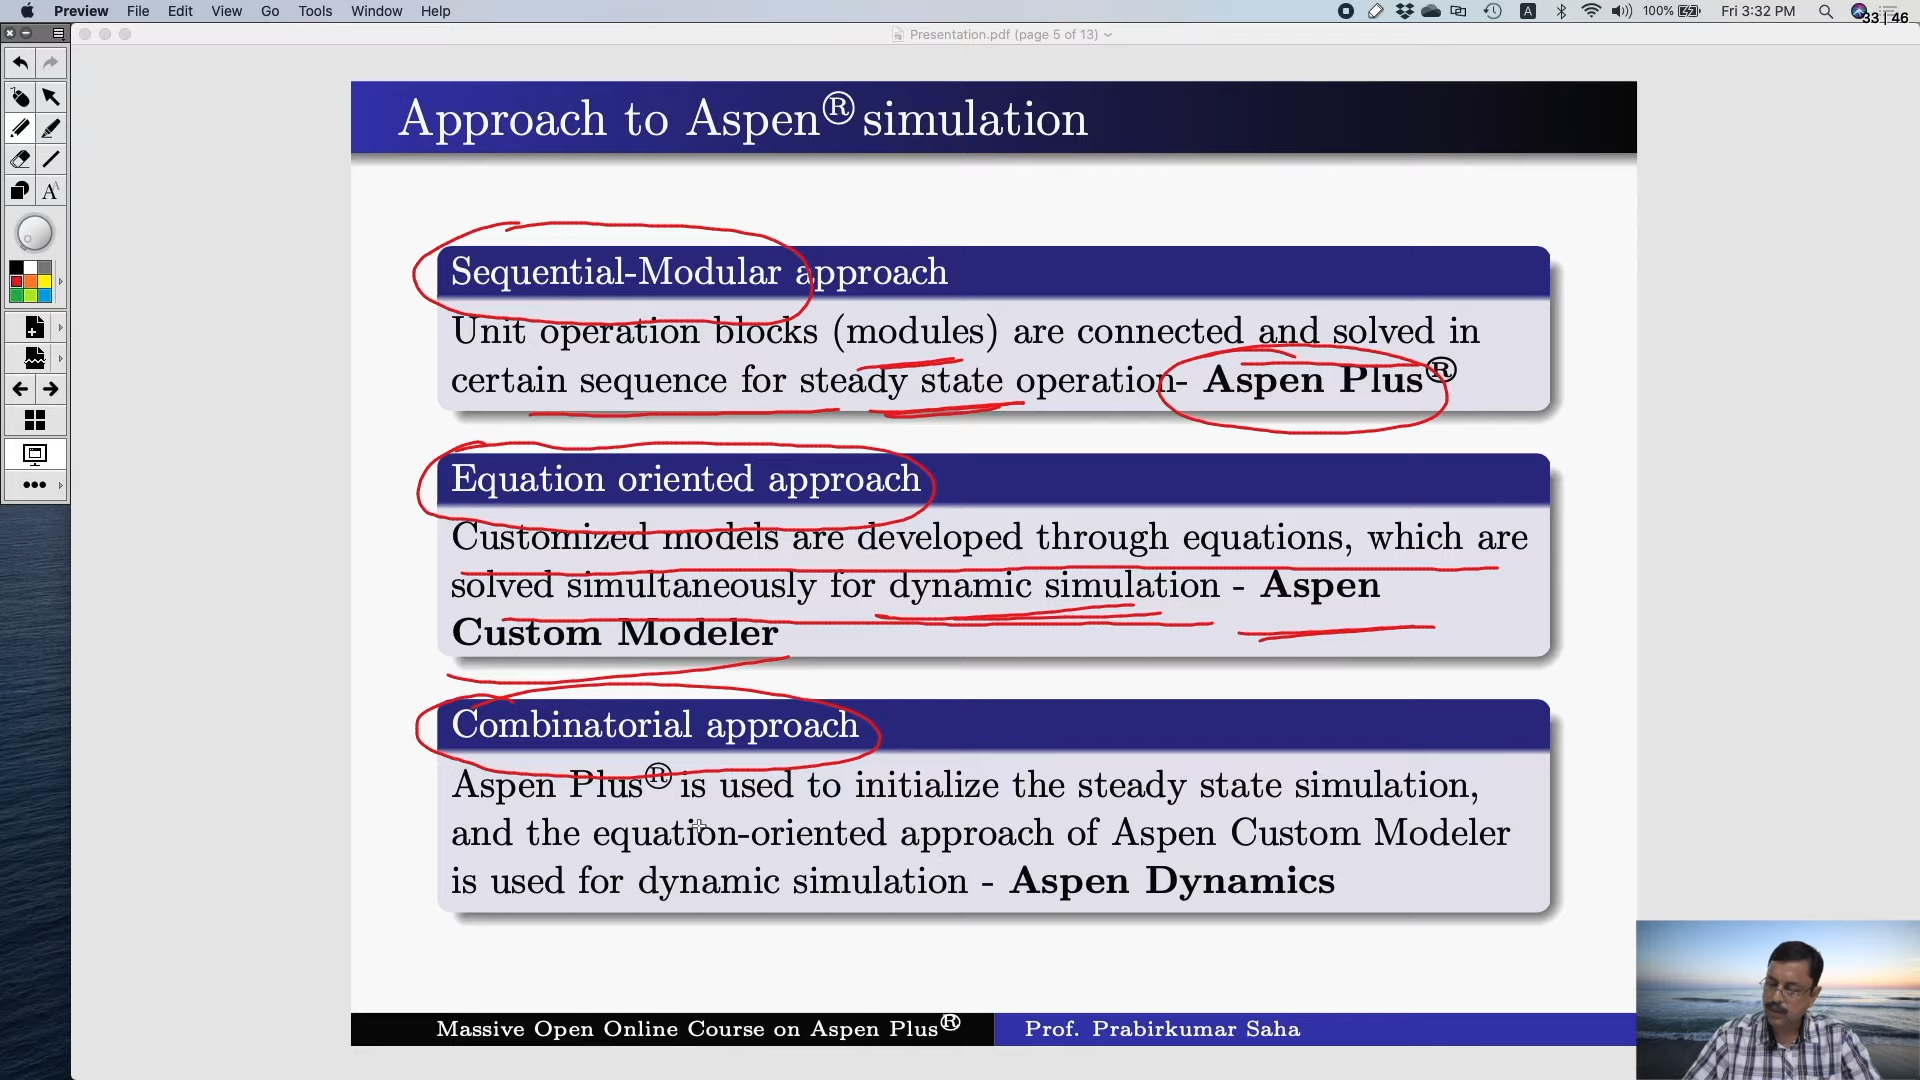 Preview File Edit View Go Tools Window Help
A 100% Fri 3:32 PM 33 | 46
Presentation.pdf (page 5 of 13)
Approach to Aspen® simulation
Sequential-Modular approach
Unit operation blocks (modules) are connected and solved in
certain sequence for steady state operation- Aspen Plus®
Equation oriented approach
Customized models are developed through equations, which are
solved simultaneously for dynamic simulation - Aspen
Custom Modeler
Combinatorial approach
Aspen Plus® is used to initialize the steady state simulation,
and the equation-oriented approach of Aspen Custom Modeler
is used for dynamic simulation - Aspen Dynamics
Massive Open Online Course on Aspen Plus® Prof. Prabirkumar Saha